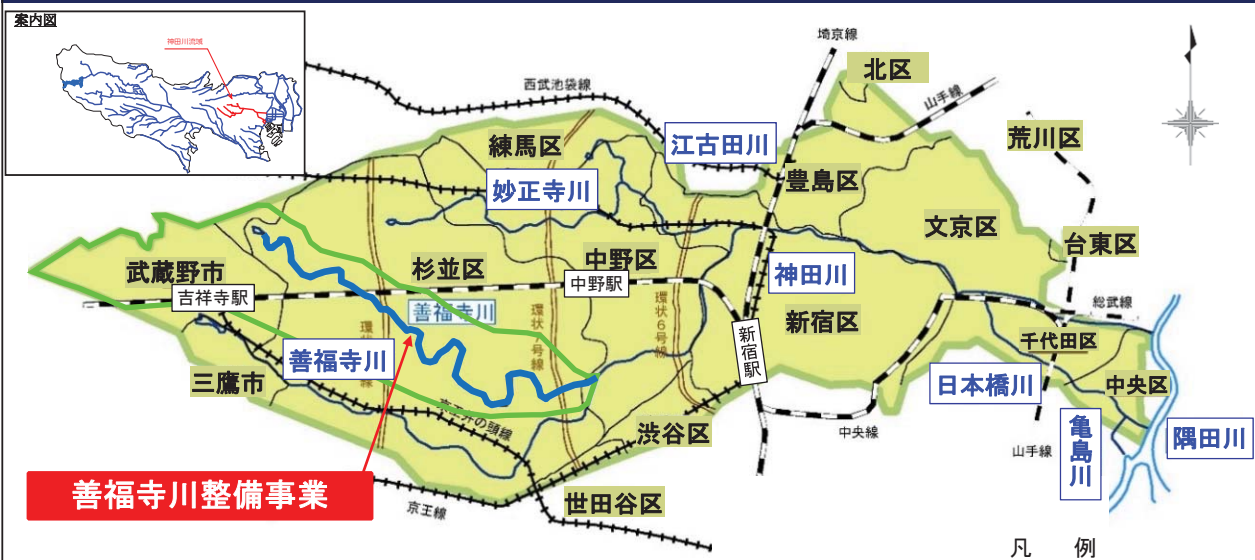 案内図
神田川流域
埼京線
北区
西武池袋線
山手線
荒川区
練馬区
江古田川
豊島区
妙正寺川
文京区
台東区
武蔵野市
杉並区
中野区
神田川
吉祥寺駅
中野駅
善福寺川
環状7号線
環状6号線
総武線
新宿区
新宿駅
千代田区
善福寺川
三鷹市
日本橋川
中央区
渋谷区
中央線
山手線
亀島川
隅田川
善福寺川整備事業
京王線
世田谷区
凡 例